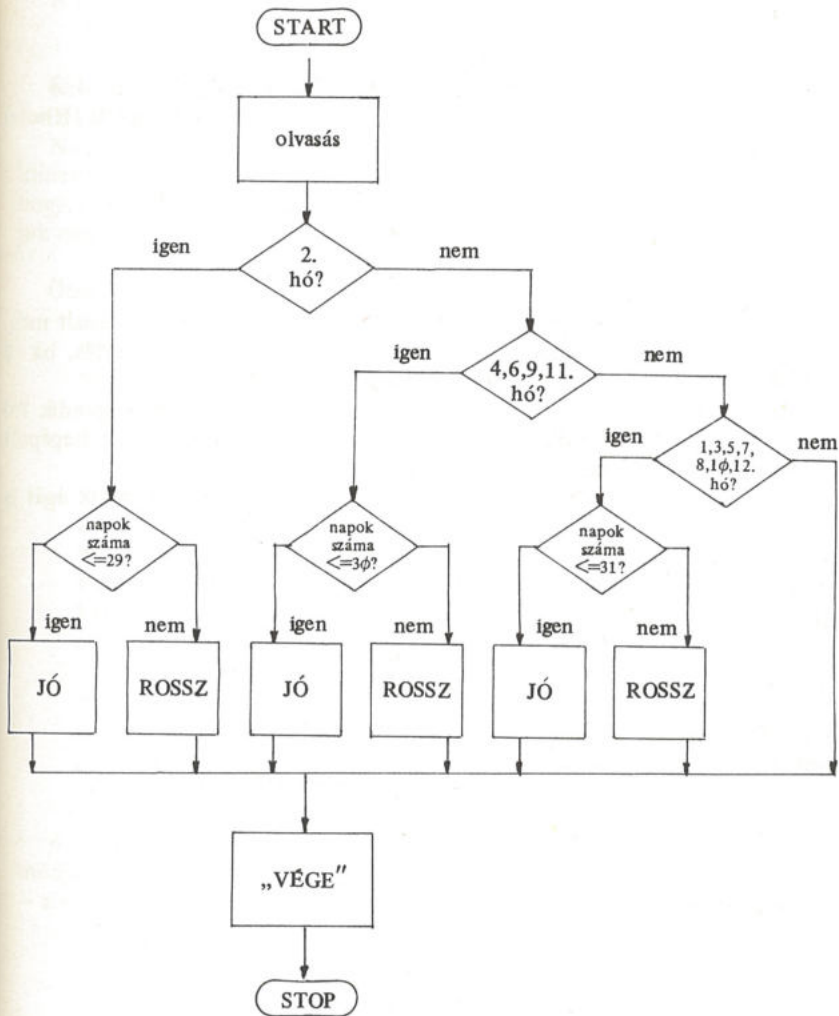 START
olvasás
igen
2.
hó?
nem
igen
4,6,9,11.
hó?
nem
igen
1,3,5,7,
8,1ϕ,12.
hó?
nem
napok
száma
<=29?
napok
száma
<=3ϕ?
napok
száma
<=31?
igen
nem
igen
nem
igen
nem
JÓ
ROSSZ
JÓ
ROSSZ
JÓ
ROSSZ
„VÉGE"
STOP